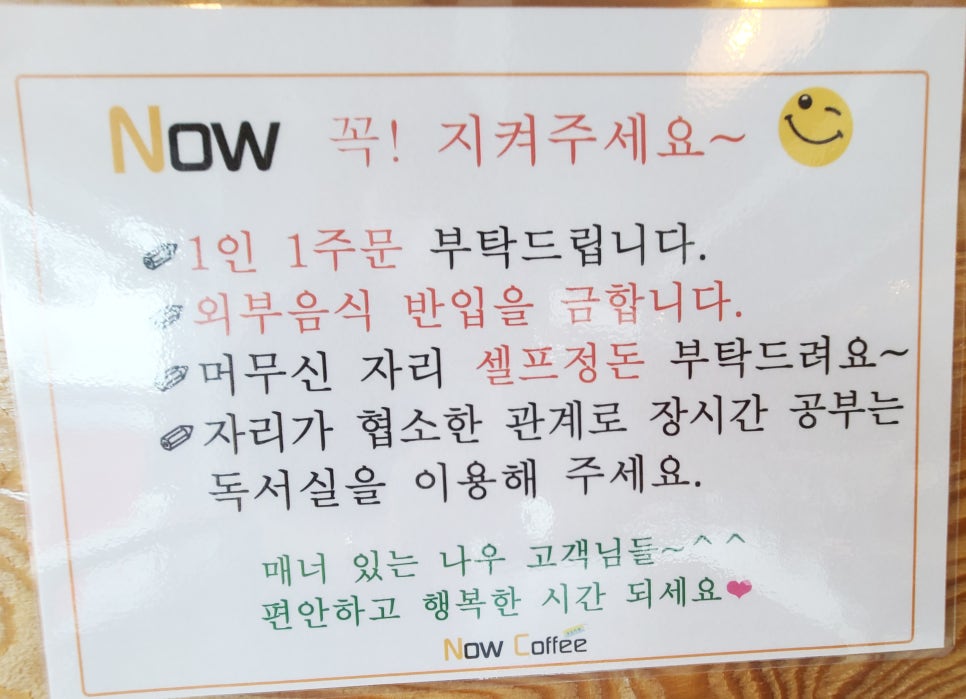 Now 꼭! 지켜주세요~
1인 1주문 부탁드립니다.
외부음식 반입을 금합니다.
머무신 자리 셀프정돈 부탁드려요~
자리가 협소한 관계로 장시간 공부는
독서실을 이용해 주세요.
매너 있는 나우 고객님들~^^
편안하고 행복한 시간 되세요❤
Now Coffee